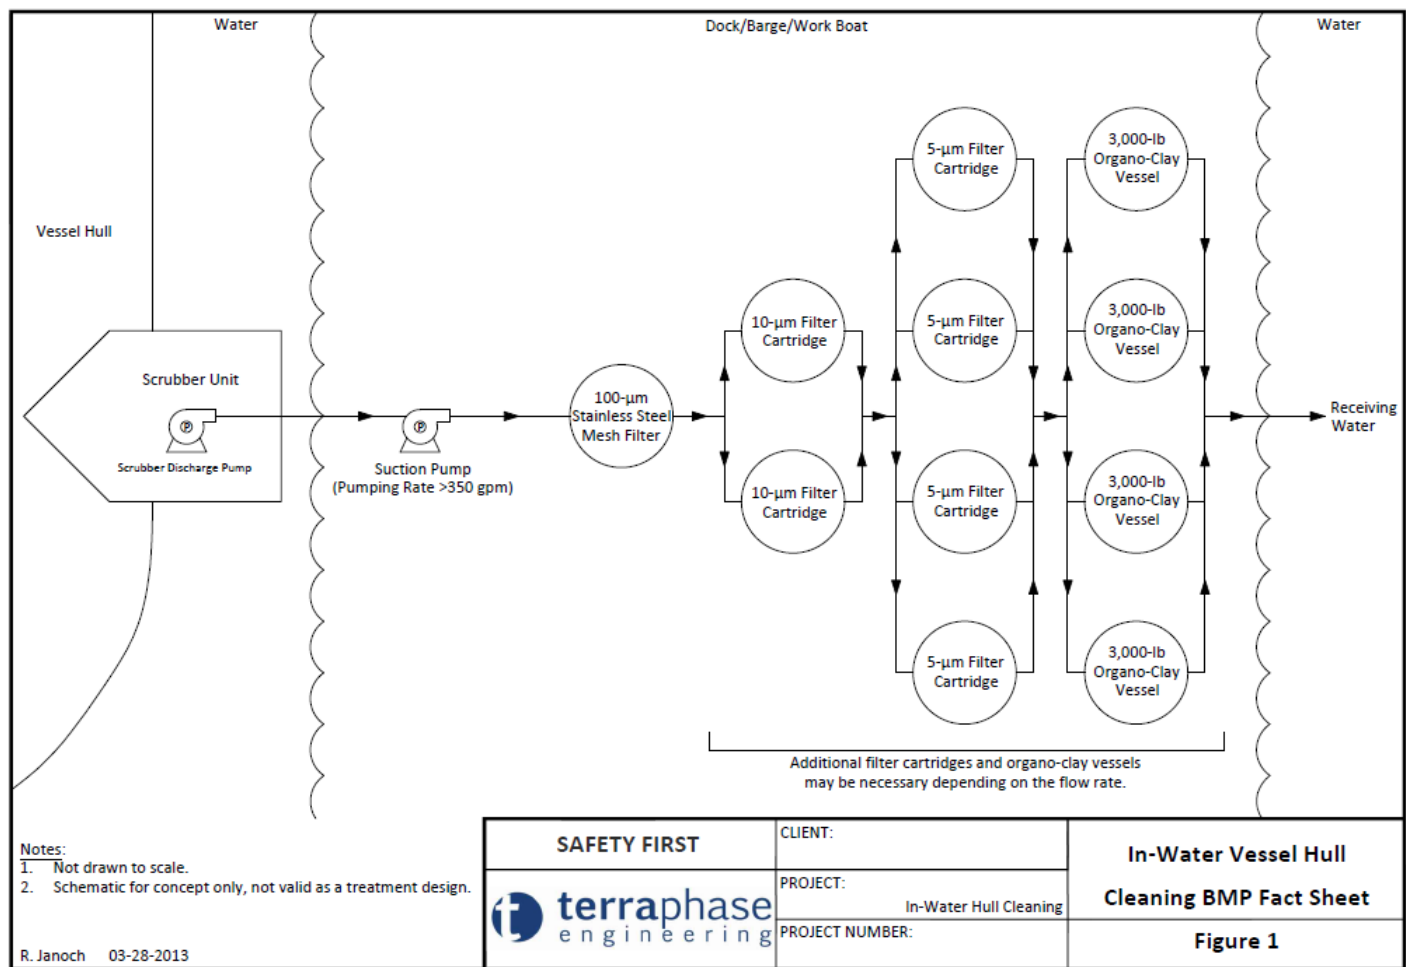 Water
Dock/Barge/Work Boat
Water
Vessel Hull
Scrubber Unit
P
Scrubber Discharge Pump
P
Suction Pump
(Pumping Rate >350 gpm)
100-µm
Stainless Steel
Mesh Filter
10-µm Filter
Cartridge
10-µm Filter
Cartridge
5-µm Filter
Cartridge
5-µm Filter
Cartridge
5-µm Filter
Cartridge
5-µm Filter
Cartridge
3,000-lb
Organo-Clay
Vessel
3,000-lb
Organo-Clay
Vessel
3,000-lb
Organo-Clay
Vessel
3,000-lb
Organo-Clay
Vessel
Receiving
Water
Additional filter cartridges and organo-clay vessels
may be necessary depending on the flow rate.
Notes:
1. Not drawn to scale.
2. Schematic for concept only, not valid as a treatment design.
R. Janoch 03-28-2013
SAFETY FIRST
t terraphase
engineering
CLIENT:
PROJECT:
In-Water Hull Cleaning
PROJECT NUMBER:
In-Water Vessel Hull
Cleaning BMP Fact Sheet
Figure 1